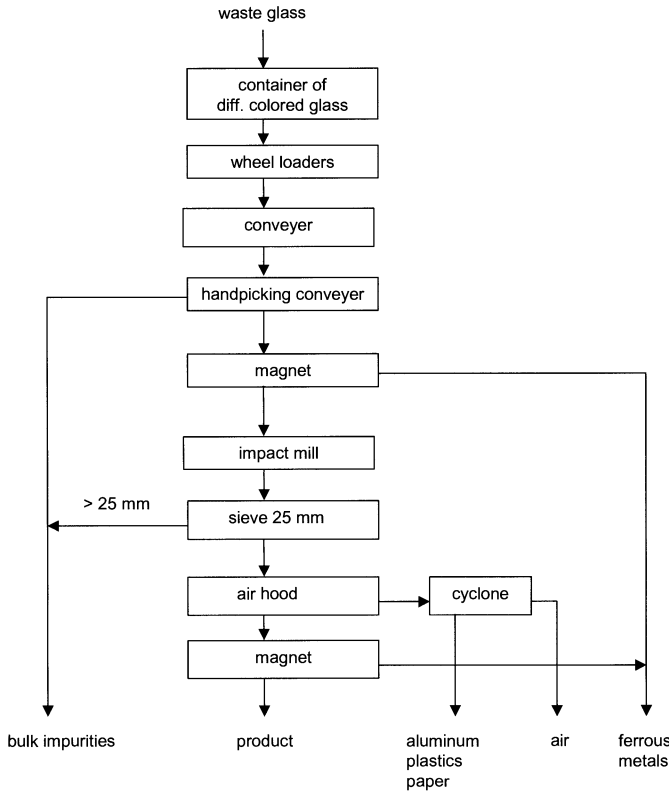 waste glass
container of
diff. colored glass
wheel loaders
conveyer
handpicking conveyer
magnet
impact mill
> 25 mm
sieve 25 mm
air hood
cyclone
magnet
bulk impurities
product
aluminum
plastics
paper
air
ferrous
metals